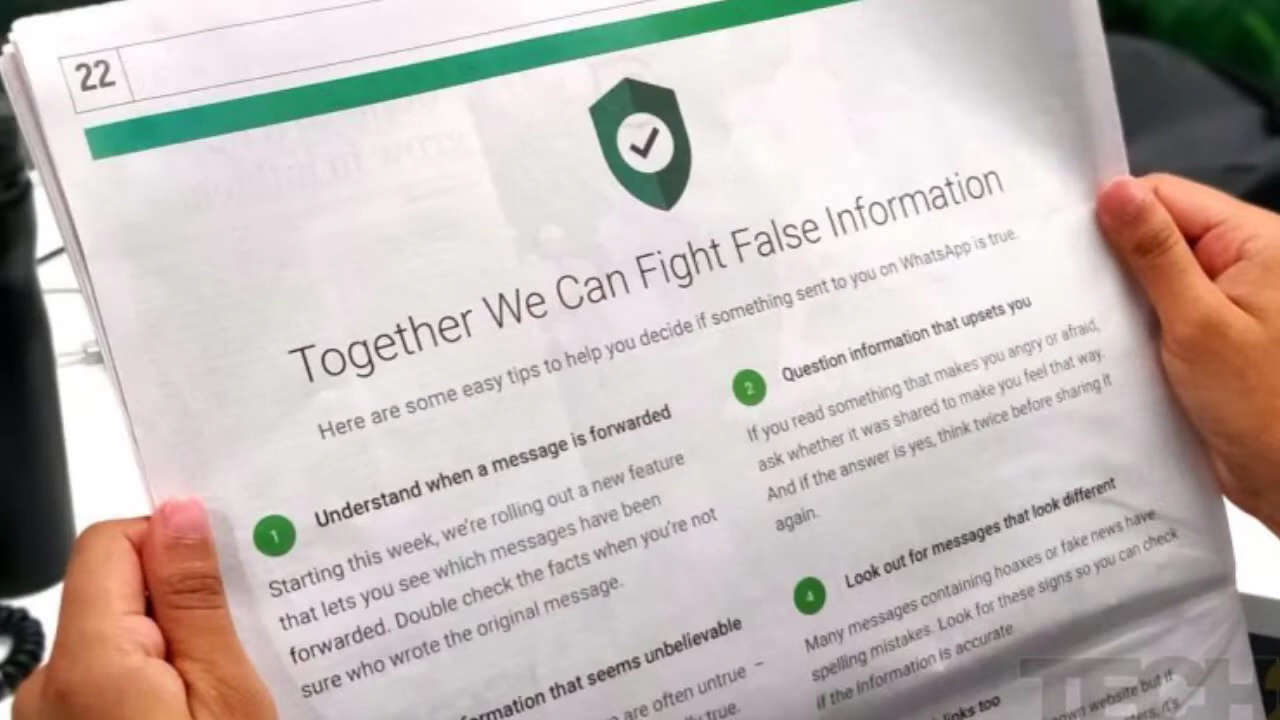 22
Together We Can Fight False Information
Here are some easy tips to help you decide if something sent to you on WhatsApp is true.
1
Understand when a message is forwarded
Starting this week, we're rolling out a new feature
that lets you see which messages have been
forwarded. Double check the facts when you're not
sure who wrote the original message.
2
Question information that upsets you
If you read something that makes you angry or afraid,
ask whether it was shared to make you feel that way.
And if the answer is yes, think twice before sharing it
again.
that seems unbelievable
are often untrue –
true.
4
Look out for messages that look different
Many messages containing hoaxes or fake news have
spelling mistakes. Look for these signs so you can check
if the information is accurate
links too
website but if
it's
TECH